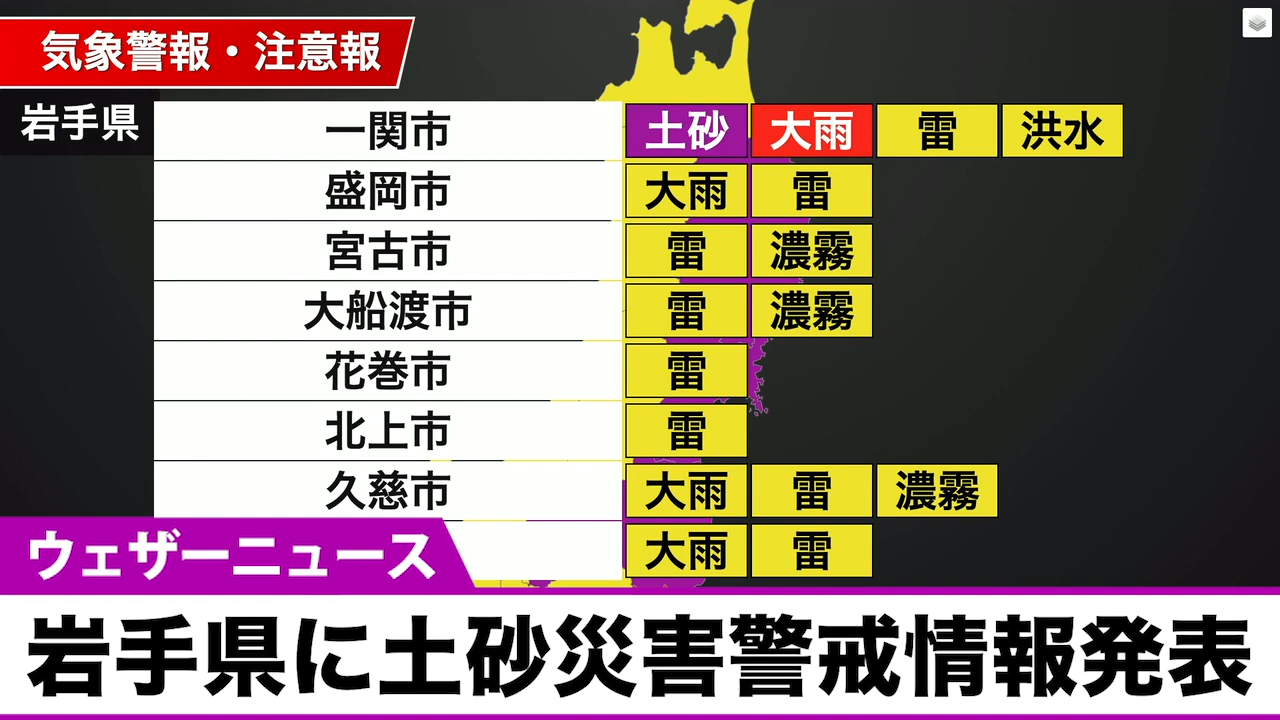 気象警報・注意報
岩手県
一関市 土砂 大雨 雷 洪水
盛岡市 大雨 雷
宮古市 雷 濃霧
大船渡市 雷 濃霧
花巻市 雷
北上市 雷
久慈市 大雨 雷 濃霧
大雨 雷
ウェザーニュース
岩手県に土砂災害警戒情報発表